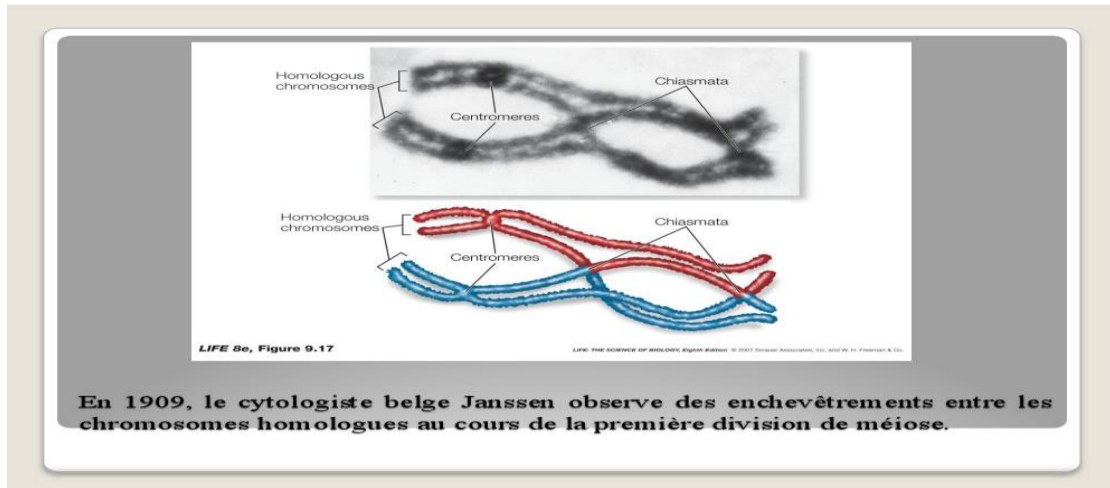 Homologous
chromosomes
Centromeres
Chiasmata
Homologous
chromosomes
Centromeres
Chiasmata
LIFE 8e, Figure 9.17
LIFE: THE SCIENCE OF BIOLOGY, Eighth Edition © 2007 Sinauer Associates, Inc. and W. H. Freeman & Co.
En 1909, le cytologiste belge Janssen observe des enchevêtrements entre les
chromosomes homologues au cours de la première division de méiose.